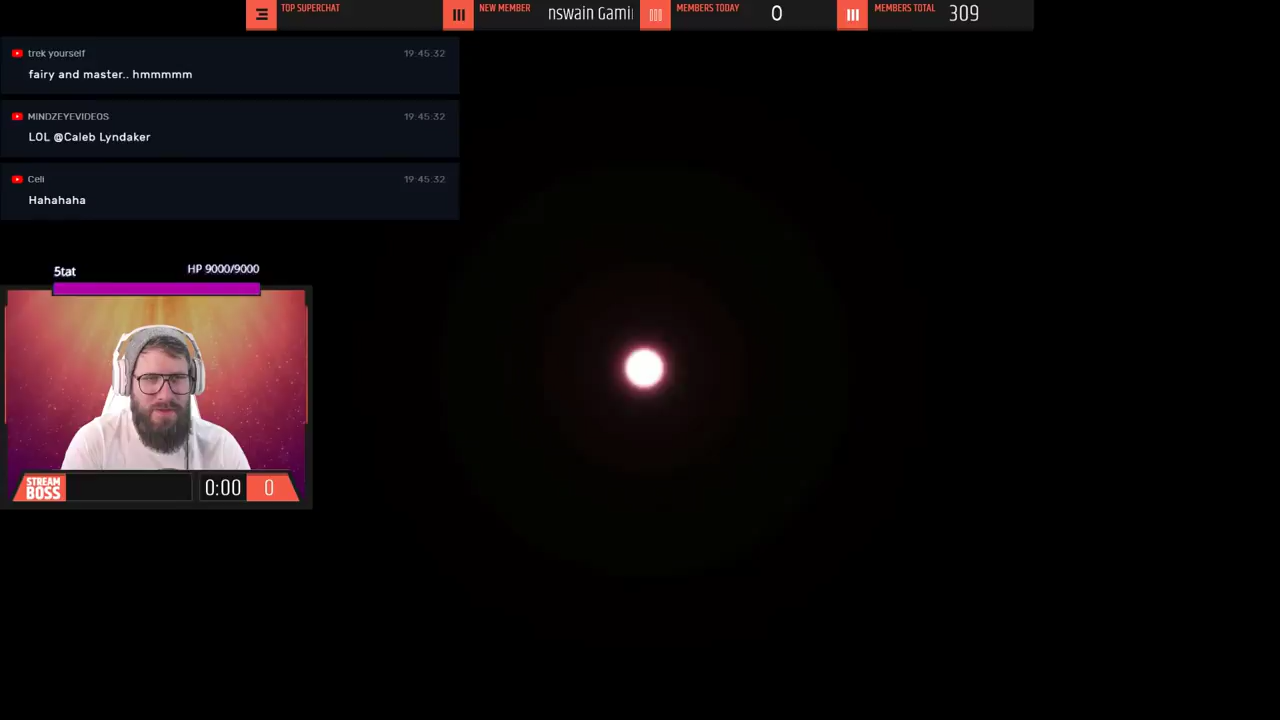 TOP SUPERCHAT
NEW MEMBER
nswain Gami
MEMBERS TODAY
0
MEMBERS TOTAL
309
trek yourself
19:45:32
fairy and master.. hmmmmm
MINDZEYEVIDEOS
19:45:32
LOL @Caleb Lyndaker
Celi
19:45:32
Hahahaha
5tat
HP 9000/9000
STREAM
BOSS
0:00
0